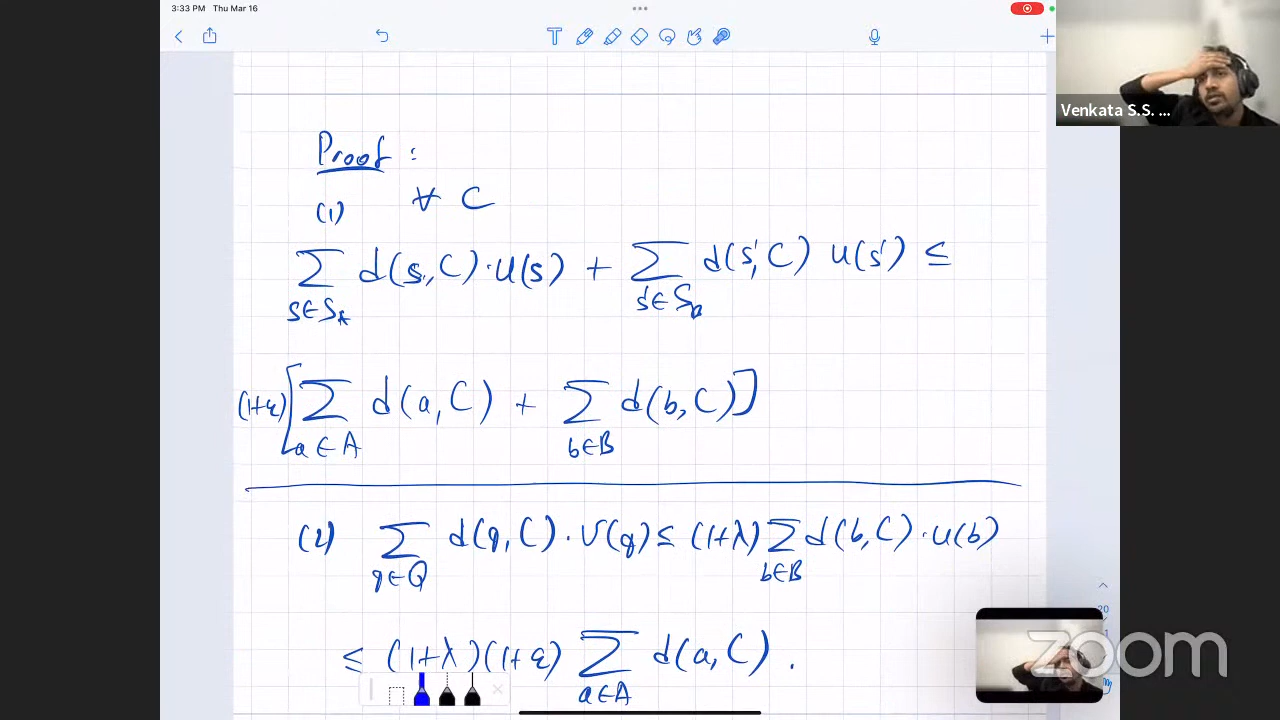 3:33 PM Thu Mar 16
Venkata S.S. ...
Proof :
(1) ∀ C
∑_{s∈S_A} d(s,C)·u(s) + ∑_{s'∈S_B} d(s',C) u(s') ≤
(1+ε)[∑_{a∈A} d(a,C) + ∑_{b∈B} d(b,C)]
(2) ∑_{q∈Q} d(q,C)·v(q) ≤ (1+λ) ∑_{b∈B} d(b,C)·u(b)
≤ (1+λ)(1+ε) ∑_{a∈A} d(a,C).
zoom